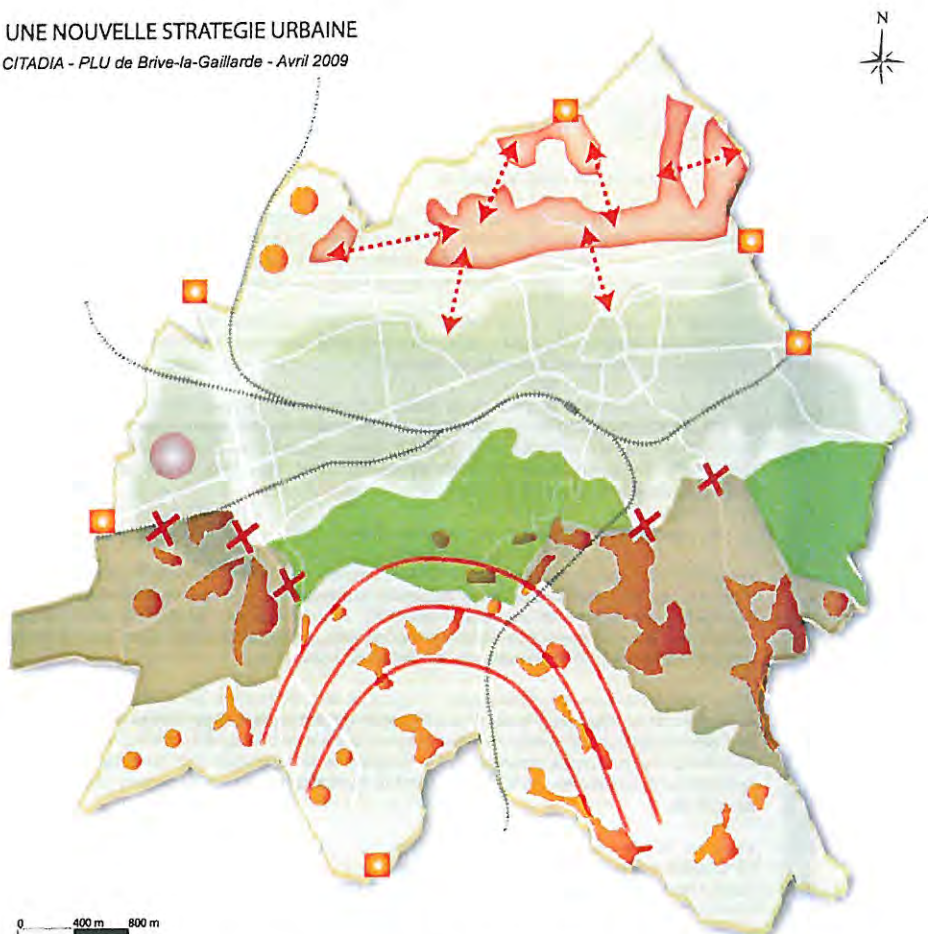 UNE NOUVELLE STRATEGIE URBAINE
CITADIA - PLU de Brive-la-Gaillarde - Avril 2009
N
0 400 m 800 m